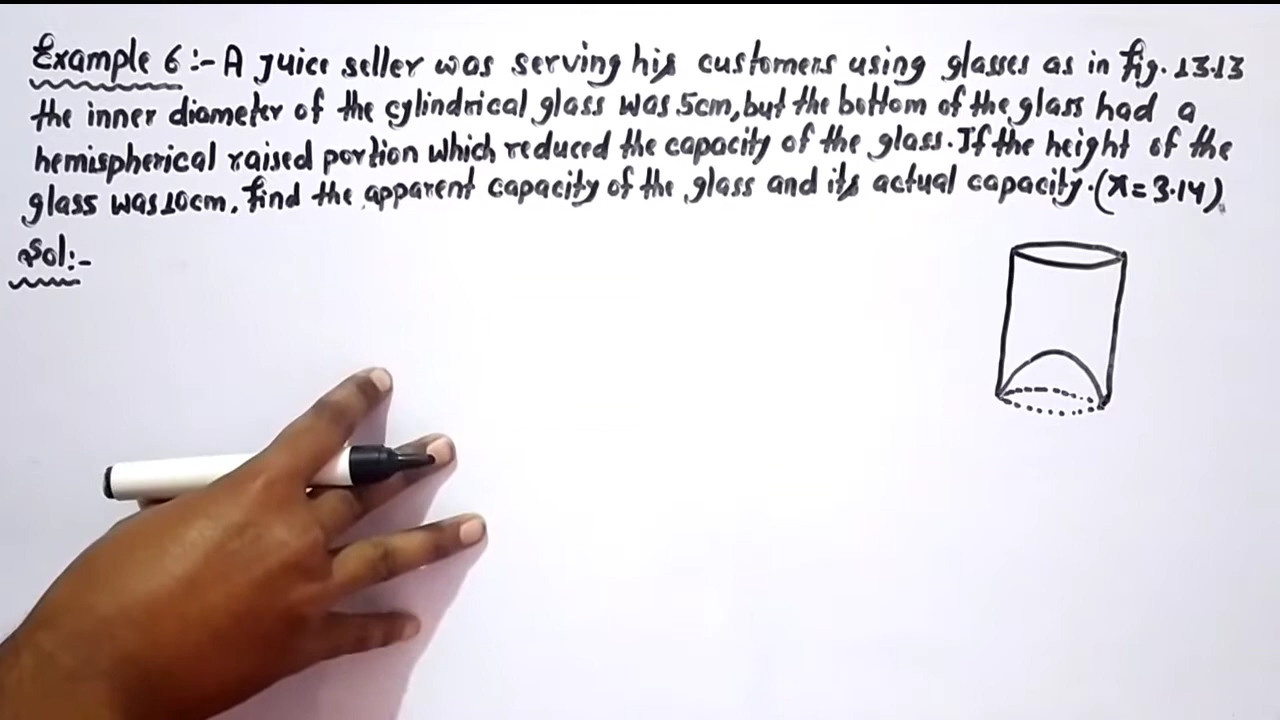 Example 6 :- A Juice seller was serving his customers using glasses as in fig. 13.13
the inner diameter of the cylindrical glass was 5cm, but the bottom of the glass had a
hemispherical raised portion which reduced the capacity of the glass. If the height of the
glass was 10cm, find the apparent capacity of the glass and its actual capacity. (π = 3.14).
Sol:-